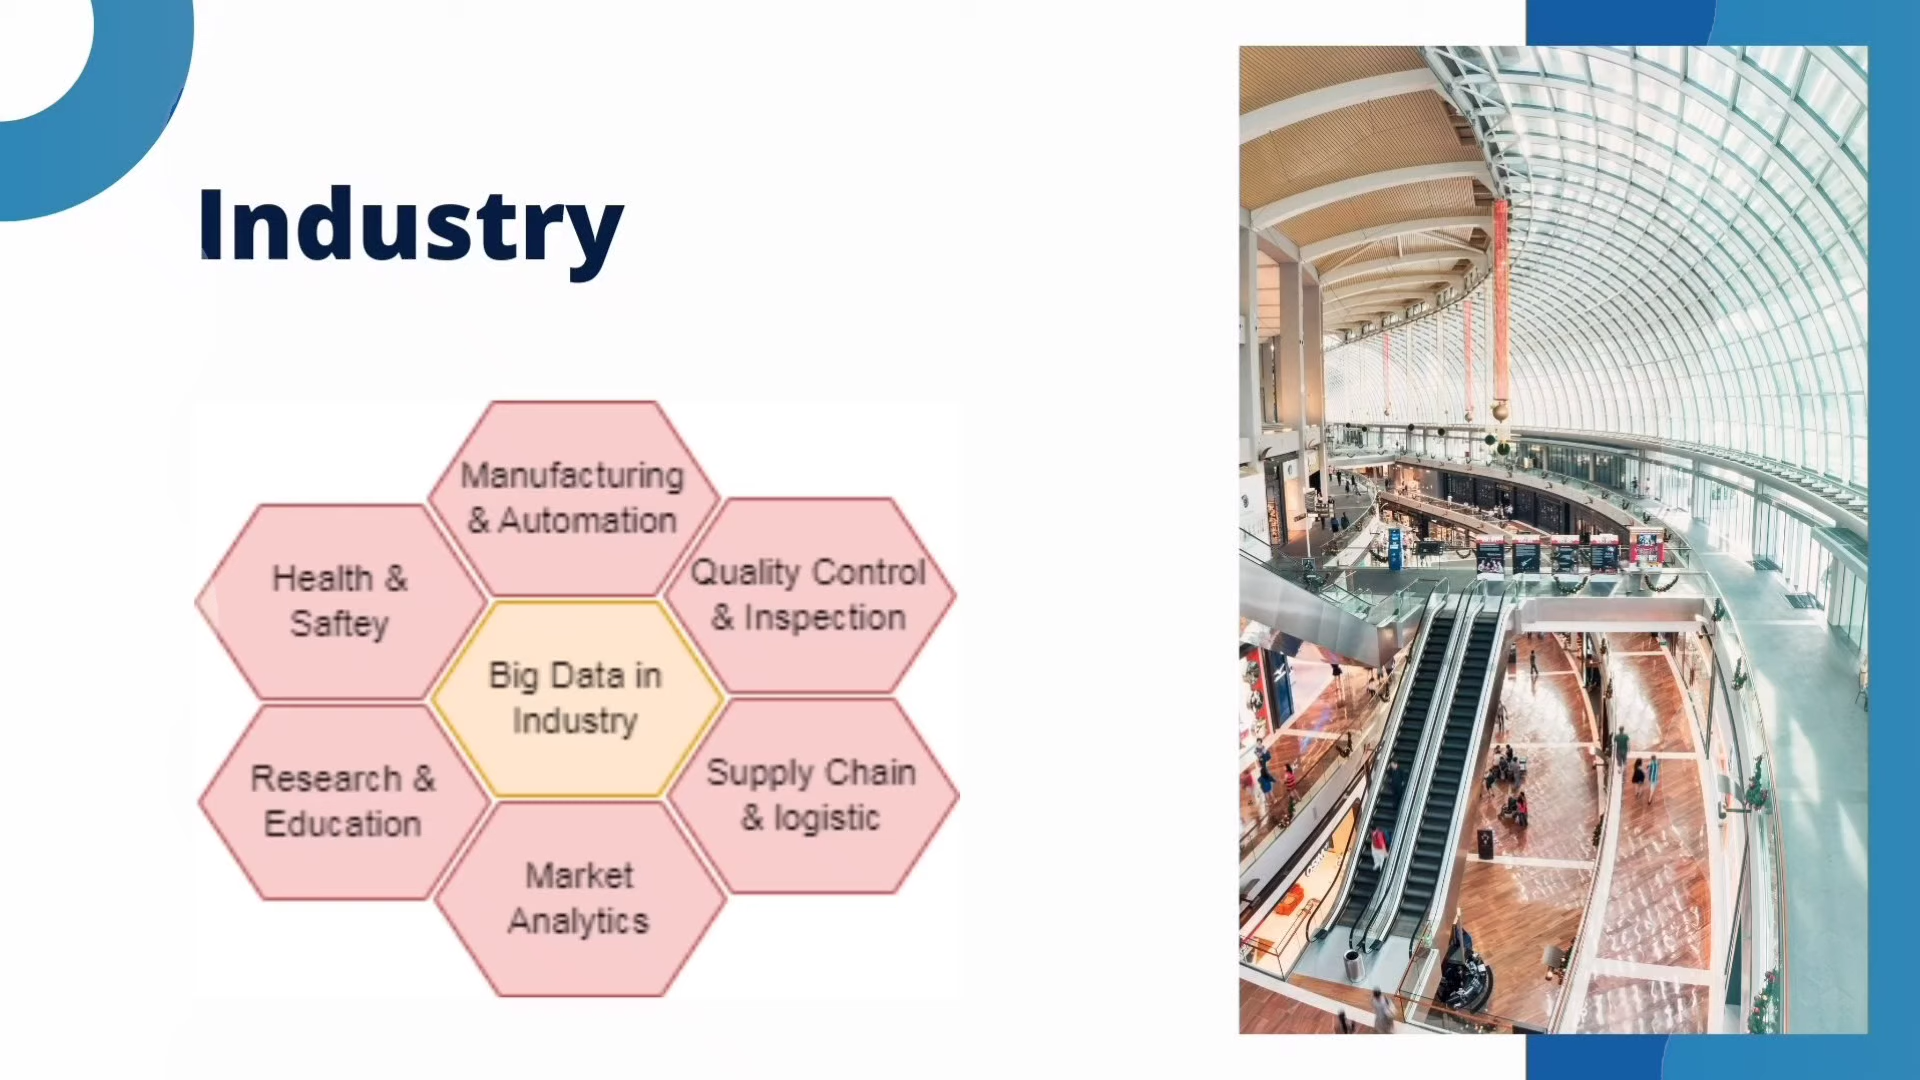 Industry
Manufacturing
& Automation
Health &
Saftey
Quality Control
& Inspection
Big Data in
Industry
Research &
Education
Supply Chain
& logistic
Market
Analytics